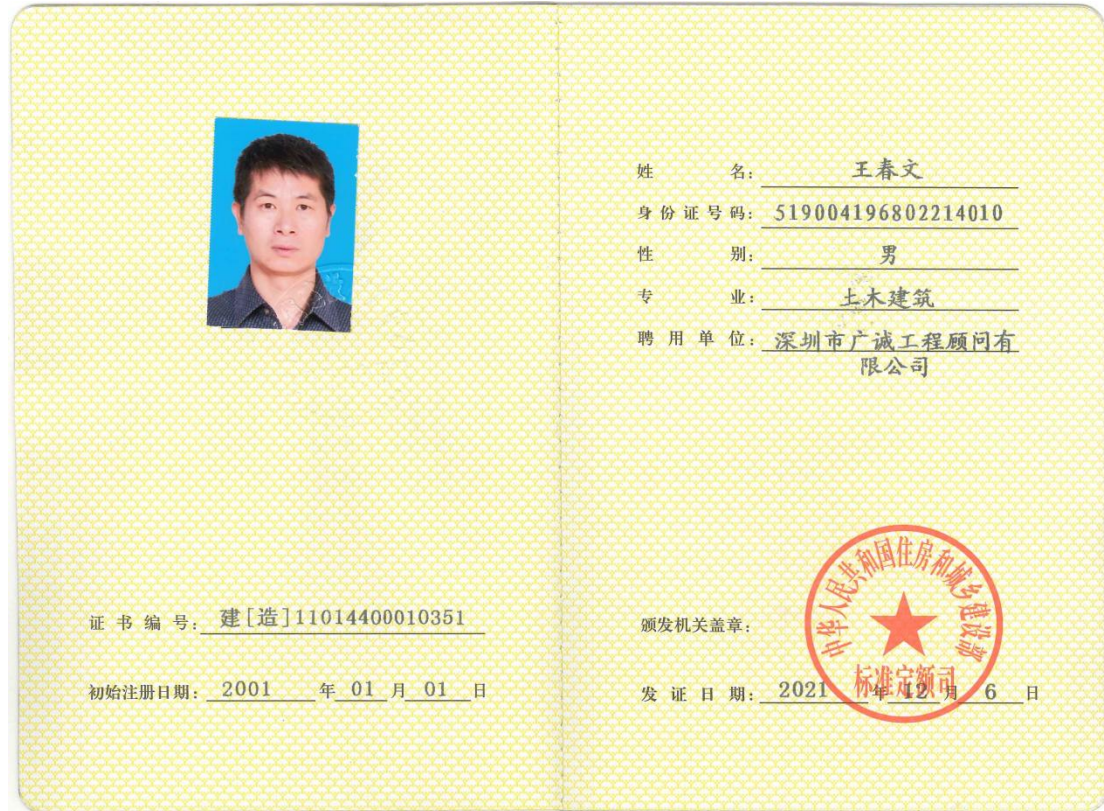 证书编号: 建[造]11014400010351
初始注册日期: 2001 年 01 月 01 日
姓名: 王春文
身份证号码: 519004196802214010
性别: 男
专业: 土木建筑
聘用单位: 深圳市广诚工程顾问有
限公司
颁发机关盖章:
中华人民共和国住房和城乡建设部
标准定额司
发证日期: 2021 年 12 月 6 日